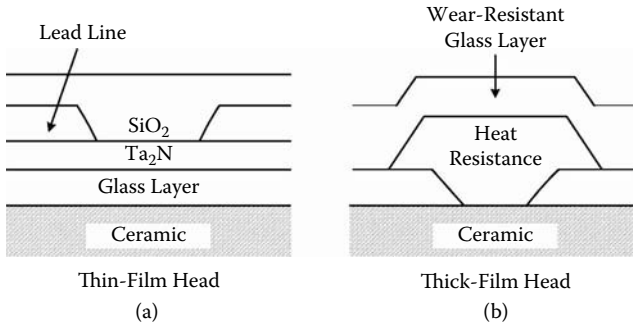 Lead Line
SiO₂
Ta₂N
Glass Layer
Ceramic
Thin-Film Head
(a)
Wear-Resistant
Glass Layer
Heat
Resistance
Ceramic
Thick-Film Head
(b)